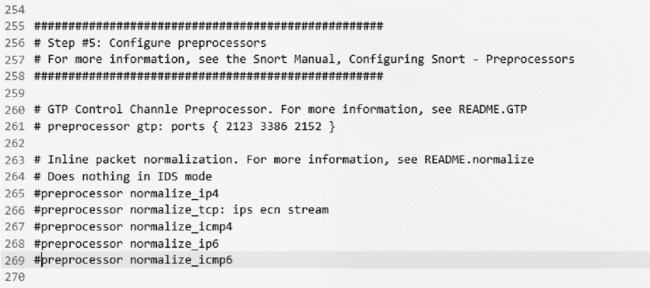 254
255 ###################################################
256 # Step #5: Configure preprocessors
257 # For more information, see the Snort Manual, Configuring Snort - Preprocessors
258 ###################################################
259
260 # GTP Control Channle Preprocessor. For more information, see README.GTP
261 # preprocessor gtp: ports { 2123 3386 2152 }
262
263 # Inline packet normalization. For more information, see README.normalize
264 # Does nothing in IDS mode
265 #preprocessor normalize_ip4
266 #preprocessor normalize_tcp: ips ecn stream
267 #preprocessor normalize_icmp4
268 #preprocessor normalize_ip6
269 #preprocessor normalize_icmp6
270